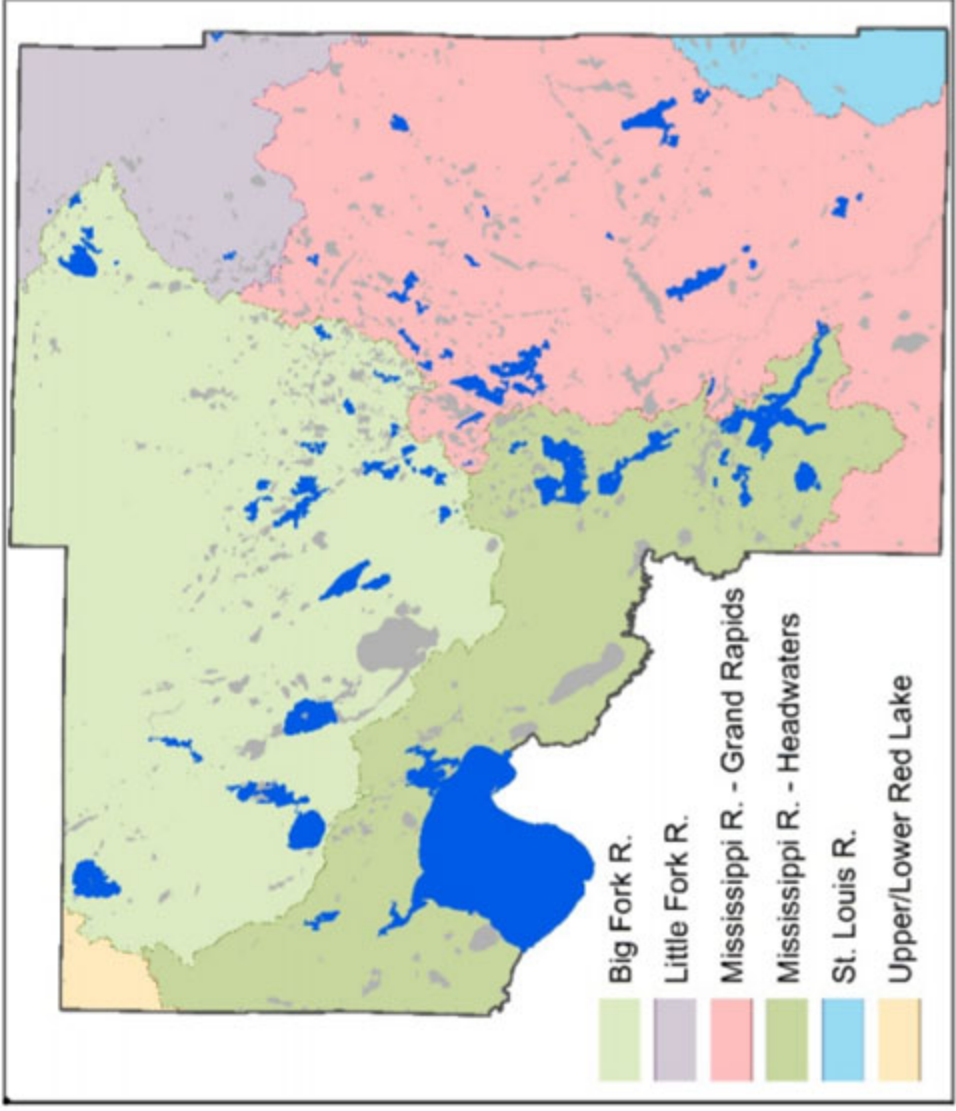 Big Fork R.
Little Fork R.
Mississippi R. - Grand Rapids
Mississippi R. - Headwaters
St. Louis R.
Upper/Lower Red Lake